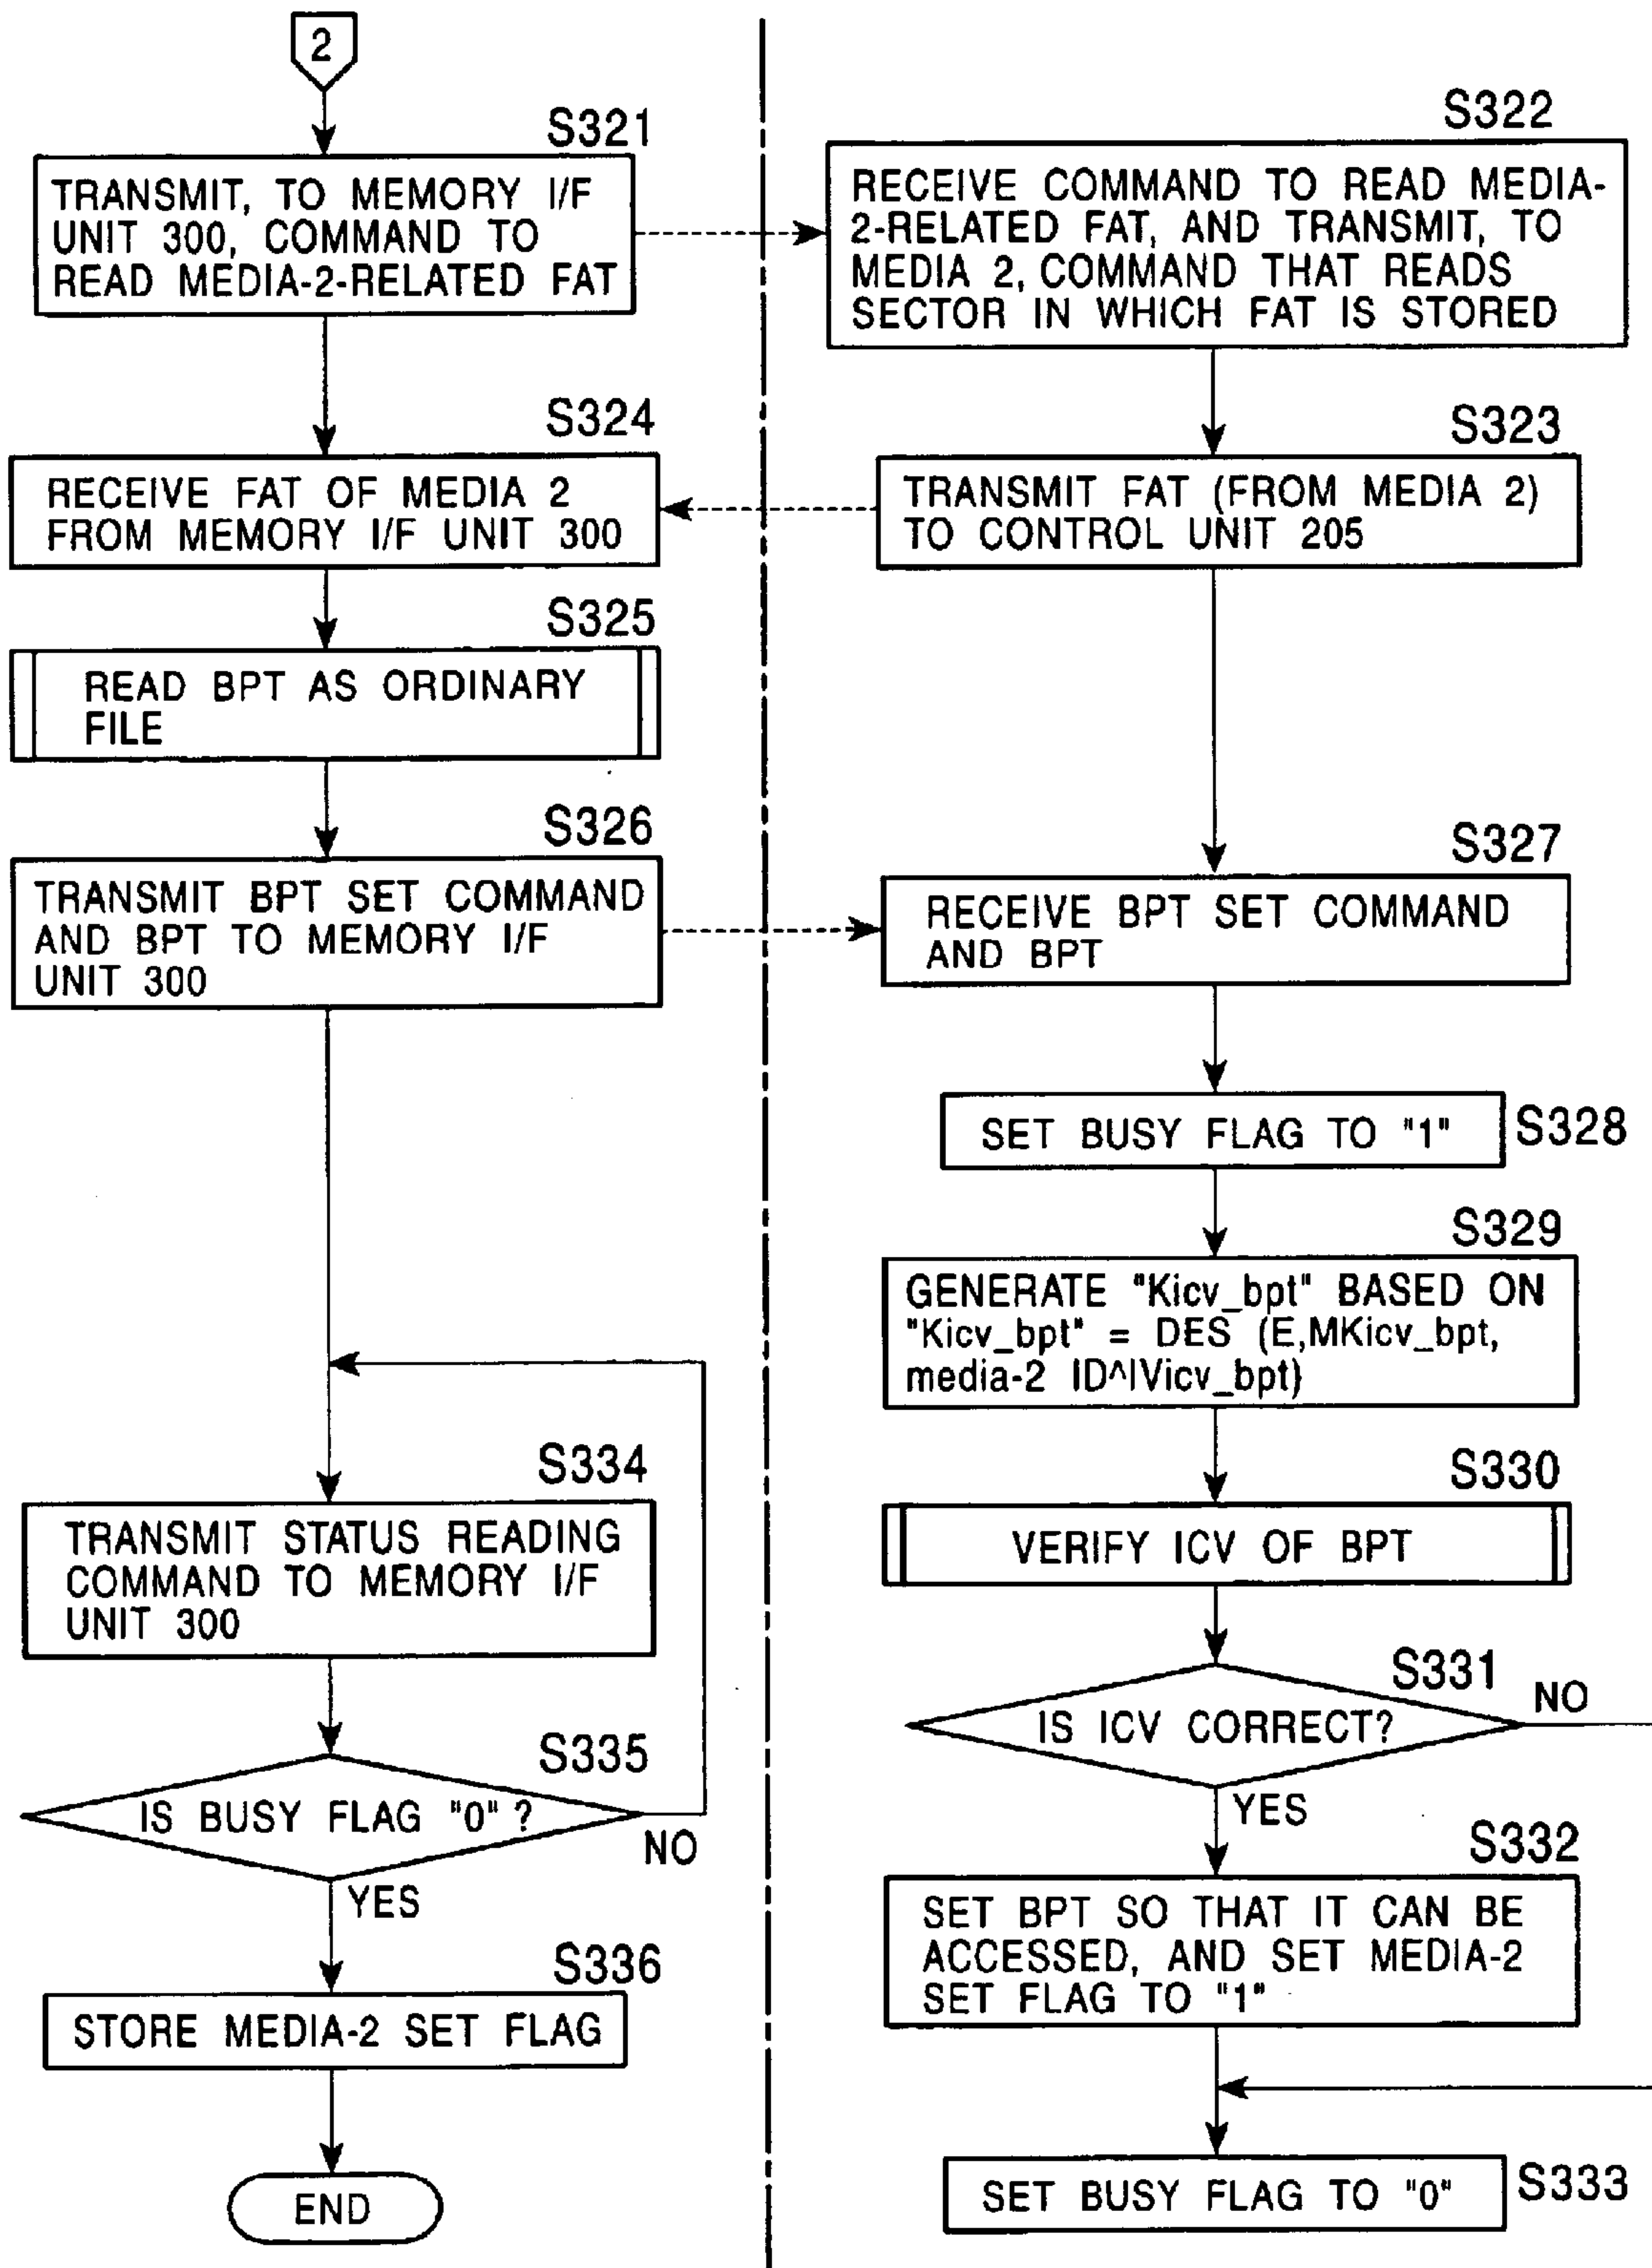 2
S321
TRANSMIT, TO MEMORY I/F
UNIT 300, COMMAND TO
READ MEDIA-2-RELATED FAT
S322
RECEIVE COMMAND TO READ MEDIA-
2-RELATED FAT, AND TRANSMIT, TO
MEDIA 2, COMMAND THAT READS
SECTOR IN WHICH FAT IS STORED
S324
RECEIVE FAT OF MEDIA 2
FROM MEMORY I/F UNIT 300
S323
TRANSMIT FAT (FROM MEDIA 2)
TO CONTROL UNIT 205
S325
READ BPT AS ORDINARY
FILE
S326
TRANSMIT BPT SET COMMAND
AND BPT TO MEMORY I/F
UNIT 300
S327
RECEIVE BPT SET COMMAND
AND BPT
SET BUSY FLAG TO "1"
S328
S329
GENERATE "Kicv_bpt" BASED ON
"Kicv_bpt" = DES (E,MKicv_bpt,
media-2 ID^IVicv_bpt)
S330
VERIFY ICV OF BPT
S331
IS ICV CORRECT?
NO
YES
S332
SET BPT SO THAT IT CAN BE
ACCESSED, AND SET MEDIA-2
SET FLAG TO "1"
SET BUSY FLAG TO "0"
S333
S334
TRANSMIT STATUS READING
COMMAND TO MEMORY I/F
UNIT 300
S335
IS BUSY FLAG "0" ?
NO
YES
S336
STORE MEDIA-2 SET FLAG
END